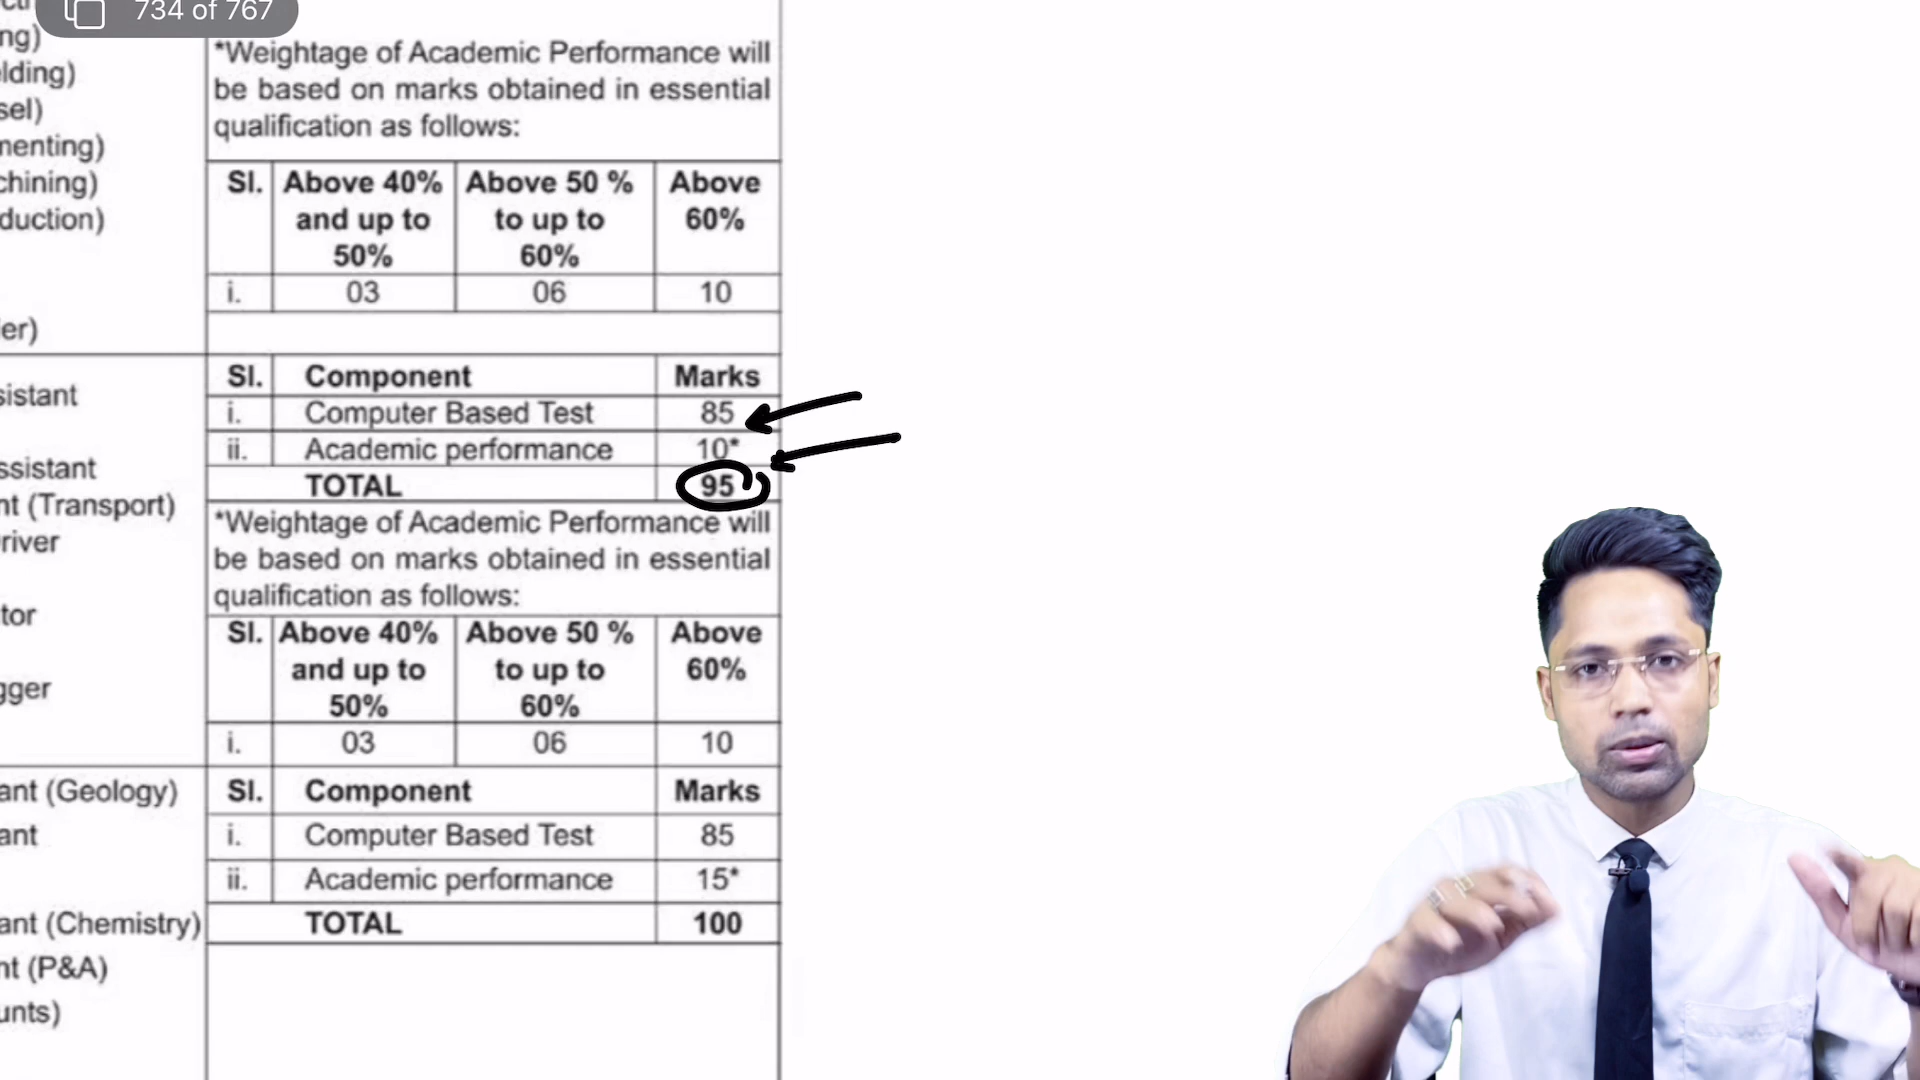 734 of 767
ng)
elding)
sel)
menting)
chining)
duction)
ier)
*Weightage of Academic Performance will
be based on marks obtained in essential
qualification as follows:
Sl. Above 40% and up to 50% Above 50 % to up to 60% Above 60%
i. 03 06 10
Sl. Component Marks
i. Computer Based Test 85
ii. Academic performance 10*
TOTAL 95
sistant
ssistant
nt (Transport)
river
tor
gger
*Weightage of Academic Performance will
be based on marks obtained in essential
qualification as follows:
Sl. Above 40% and up to 50% Above 50 % to up to 60% Above 60%
i. 03 06 10
ant (Geology)
ant
ant (Chemistry)
nt (P&A)
unts)
Sl. Component Marks
i. Computer Based Test 85
ii. Academic performance 15*
TOTAL 100